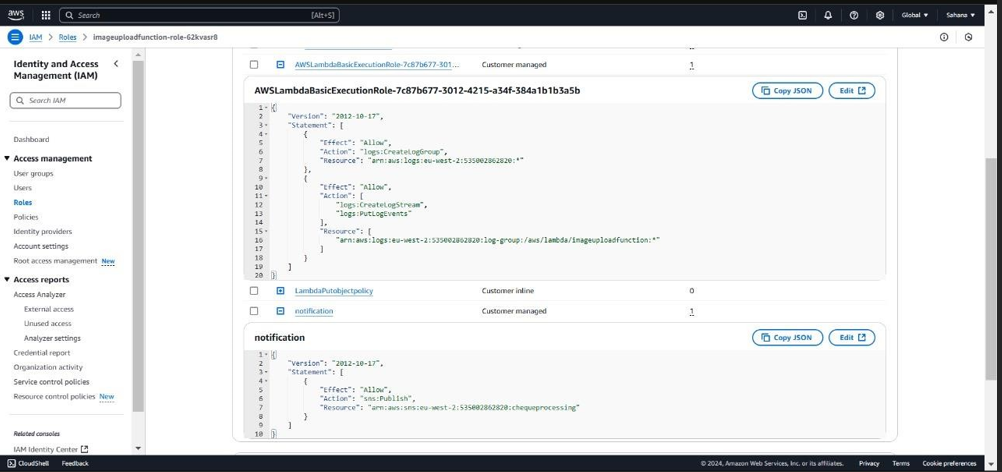 aws
Search [Alt+S]
Global Sahana
IAM > Roles > imageuploadfunction-role-62kvasr8
Identity and Access Management (IAM)
Search IAM
Dashboard
Access management
User groups
Users
Roles
Policies
Identity providers
Account settings
Root access management New
Access reports
Access Analyzer
External access
Unused access
Analyzer settings
Credential report
Organization activity
Service control policies
Resource control policies New
Related consoles
IAM Identity Center
AWSLambdaBasicExecutionRole-7c87b677-301... Customer managed 1
AWSLambdaBasicExecutionRole-7c87b677-3012-4215-a34f-384a1b1b3a5b Copy JSON Edit
1 {
2 "Version": "2012-10-17",
3 "Statement": [
4 {
5 "Effect": "Allow",
6 "Action": "logs:CreateLogGroup",
7 "Resource": "arn:aws:logs:eu-west-2:535002862820:*"
8 },
9 {
10 "Effect": "Allow",
11 "Action": [
12 "logs:CreateLogStream",
13 "logs:PutLogEvents"
14 ],
15 "Resource": [
16 "arn:aws:logs:eu-west-2:535002862820:log-group:/aws/lambda/imageuploadfunction:*"
17 ]
18 }
19 ]
20 }
LambdaPutobjectpolicy Customer inline 0
notification Customer managed 1
notification Copy JSON Edit
1 {
2 "Version": "2012-10-17",
3 "Statement": [
4 {
5 "Effect": "Allow",
6 "Action": "sns:Publish",
7 "Resource": "arn:aws:sns:eu-west-2:535002862820:chequeprocessing"
8 }
9 ]
10 }
CloudShell Feedback © 2024, Amazon Web Services, Inc. or its affiliates. Privacy Terms Cookie preferences